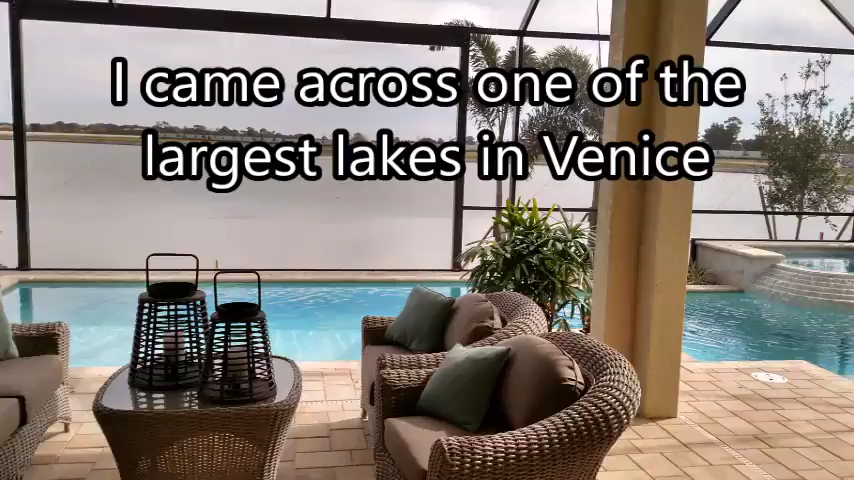 I came across one of the
largest lakes in Venice